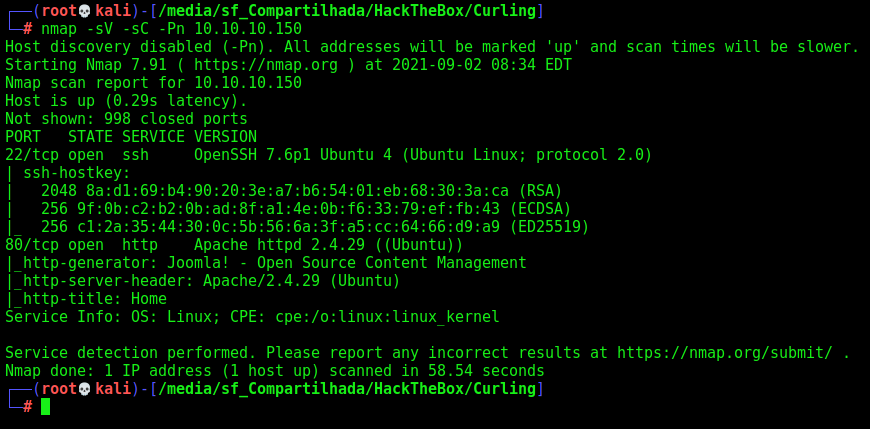 ┌──(root💀kali)-[/media/sf_Compartilhada/HackTheBox/Curling]
└─# nmap -sV -sC -Pn 10.10.10.150
Host discovery disabled (-Pn). All addresses will be marked 'up' and scan times will be slower.
Starting Nmap 7.91 ( https://nmap.org ) at 2021-09-02 08:34 EDT
Nmap scan report for 10.10.10.150
Host is up (0.29s latency).
Not shown: 998 closed ports
PORT   STATE SERVICE VERSION
22/tcp open  ssh     OpenSSH 7.6p1 Ubuntu 4 (Ubuntu Linux; protocol 2.0)
| ssh-hostkey:
|   2048 8a:d1:69:b4:90:20:3e:a7:b6:54:01:eb:68:30:3a:ca (RSA)
|   256 9f:0b:c2:b2:0b:ad:8f:a1:4e:0b:f6:33:79:ef:fb:43 (ECDSA)
|_  256 c1:2a:35:44:30:0c:5b:56:6a:3f:a5:cc:64:66:d9:a9 (ED25519)
80/tcp open  http    Apache httpd 2.4.29 ((Ubuntu))
|_http-generator: Joomla! - Open Source Content Management
|_http-server-header: Apache/2.4.29 (Ubuntu)
|_http-title: Home
Service Info: OS: Linux; CPE: cpe:/o:linux:linux_kernel

Service detection performed. Please report any incorrect results at https://nmap.org/submit/ .
Nmap done: 1 IP address (1 host up) scanned in 58.54 seconds
┌──(root💀kali)-[/media/sf_Compartilhada/HackTheBox/Curling]
└─#